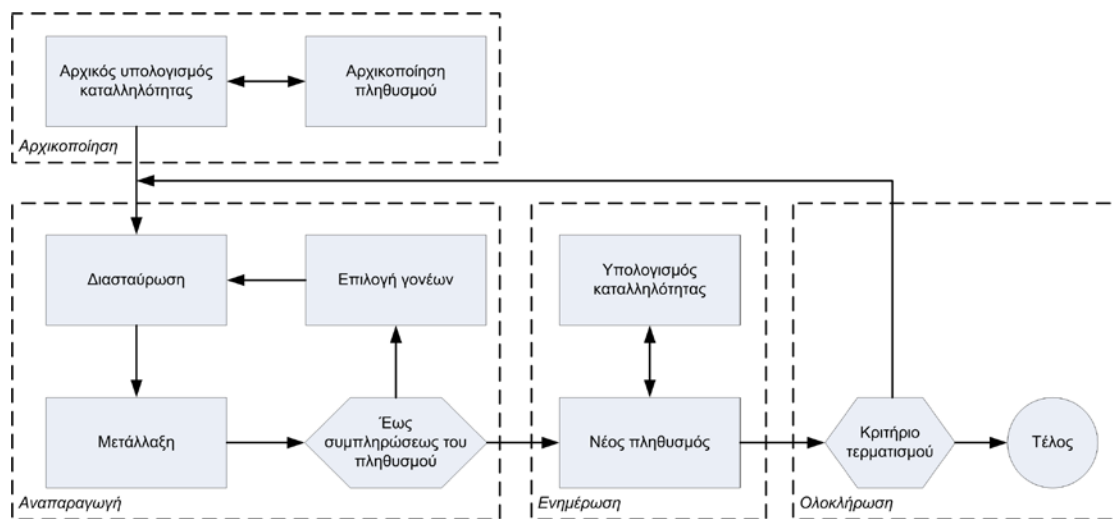 Αρχικός υπολογισμός
καταλληλότητας
Αρχικοποίηση
πληθυσμού
Αρχικοποίηση
Διασταύρωση
Επιλογή γονέων
Μετάλλαξη
Έως
συμπληρώσεως του
πληθυσμού
Αναπαραγωγή
Υπολογισμός
καταλληλότητας
Νέος πληθυσμός
Ενημέρωση
Κριτήριο
τερματισμού
Τέλος
Ολοκλήρωση